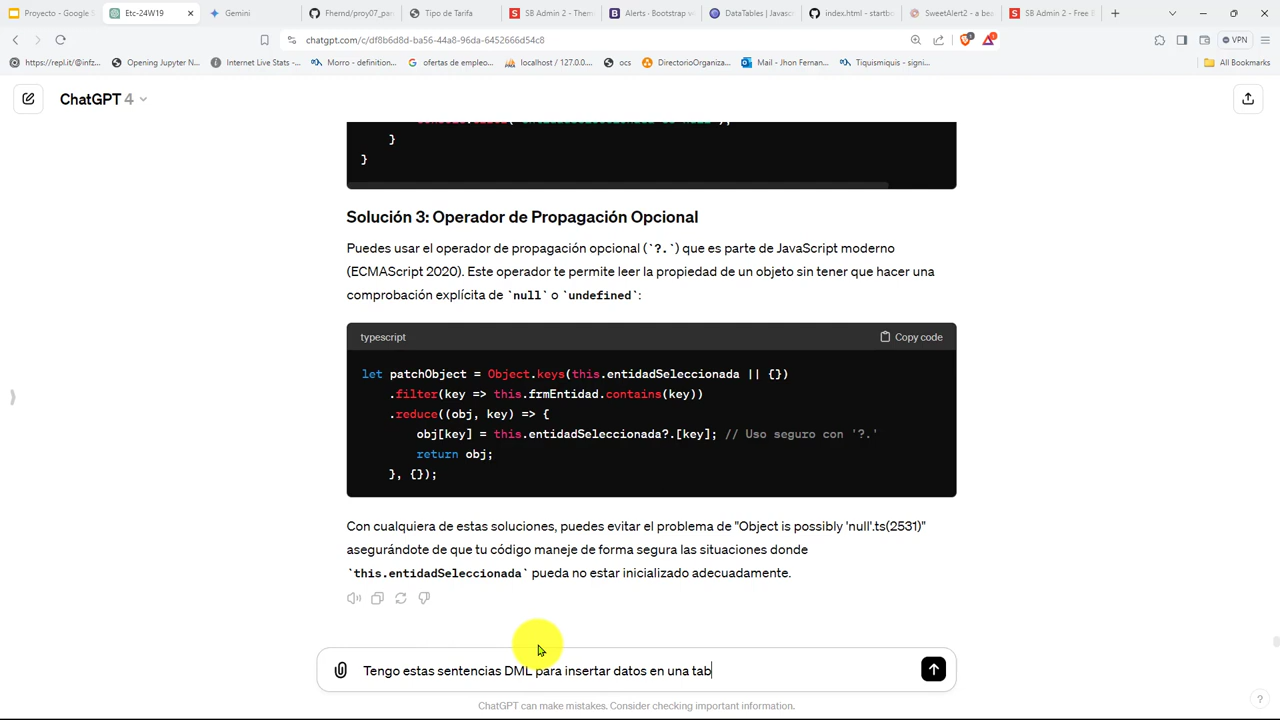 Proyecto - Google S
Etc-24W19
Gemini
Fhernd/proy07_pan
Tipo de Tarifa
SB Admin 2 - Them
Alerts · Bootstrap v
DataTables | Javasc
index.html - startbo
SweetAlert2 - a bea
SB Admin 2 - Free B
chatgpt.com/c/df8b6d8d-ba56-44a8-96da-6452666d54c8
VPN
https://repl.it/@infz...
Opening Jupyter N...
Internet Live Stats -...
Morro - definition...
ofertas de empleo...
localhost / 127.0.0...
ocs
DirectorioOrganiza...
Mail - Jhon Fernan...
Tiquismiquis - signi...
All Bookmarks
ChatGPT 4
}
}
Solución 3: Operador de Propagación Opcional
Puedes usar el operador de propagación opcional (`?.`) que es parte de JavaScript moderno
(ECMAScript 2020). Este operador te permite leer la propiedad de un objeto sin tener que hacer una
comprobación explícita de `null` o `undefined`:
typescript
Copy code
let patchObject = Object.keys(this.entidadSeleccionada || {})
.filter(key => this.frmEntidad.contains(key))
.reduce((obj, key) => {
obj[key] = this.entidadSeleccionada?.[key]; // Uso seguro con '?.'
return obj;
}, {});
Con cualquiera de estas soluciones, puedes evitar el problema de "Object is possibly 'null'.ts(2531)"
asegurándote de que tu código maneje de forma segura las situaciones donde
`this.entidadSeleccionada` pueda no estar inicializado adecuadamente.
Tengo estas sentencias DML para insertar datos en una tab
ChatGPT can make mistakes. Consider checking important information.
?